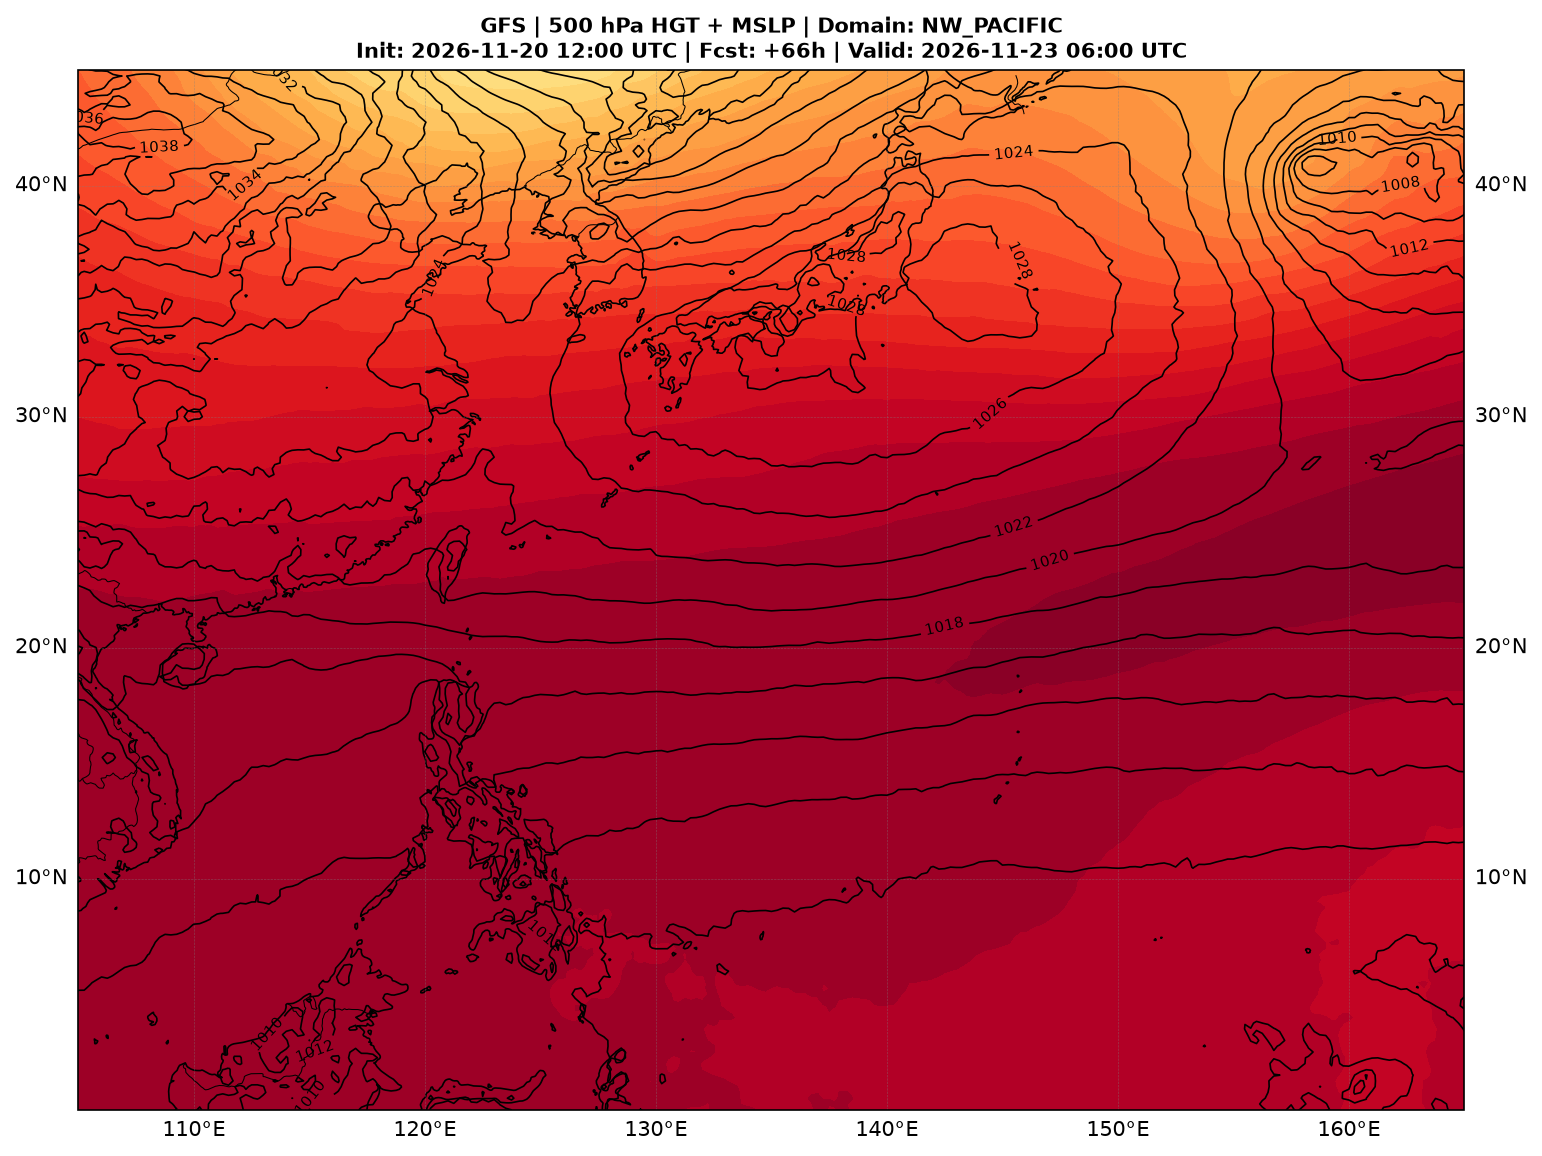 GFS | 500 hPa HGT + MSLP | Domain: NW_PACIFIC
Init: 2026-11-20 12:00 UTC | Fcst: +66h | Valid: 2026-11-23 06:00 UTC
1010
1038
1024
1034
40°N
40°N
1008
1012
1028
1028
1024
1028
30°N
30°N
1026
1022
1020
1018
20°N
20°N
10°N
10°N
1010
1012
1010
110°E
120°E
130°E
140°E
150°E
160°E